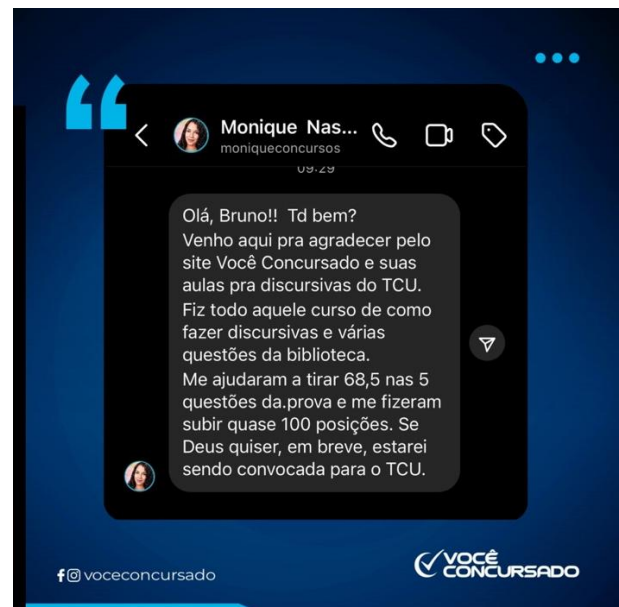 Monique Nas...
moniqueconcursos
09:29
Olá, Bruno!! Td bem?
Venho aqui pra agradecer pelo
site Você Concursado e suas
aulas pra discursivas do TCU.
Fiz todo aquele curso de como
fazer discursivas e várias
questões da biblioteca.
Me ajudaram a tirar 68,5 nas 5
questões da.prova e me fizeram
subir quase 100 posições. Se
Deus quiser, em breve, estarei
sendo convocada para o TCU.
voceconcursado
VOCÊ
CONCURSADO